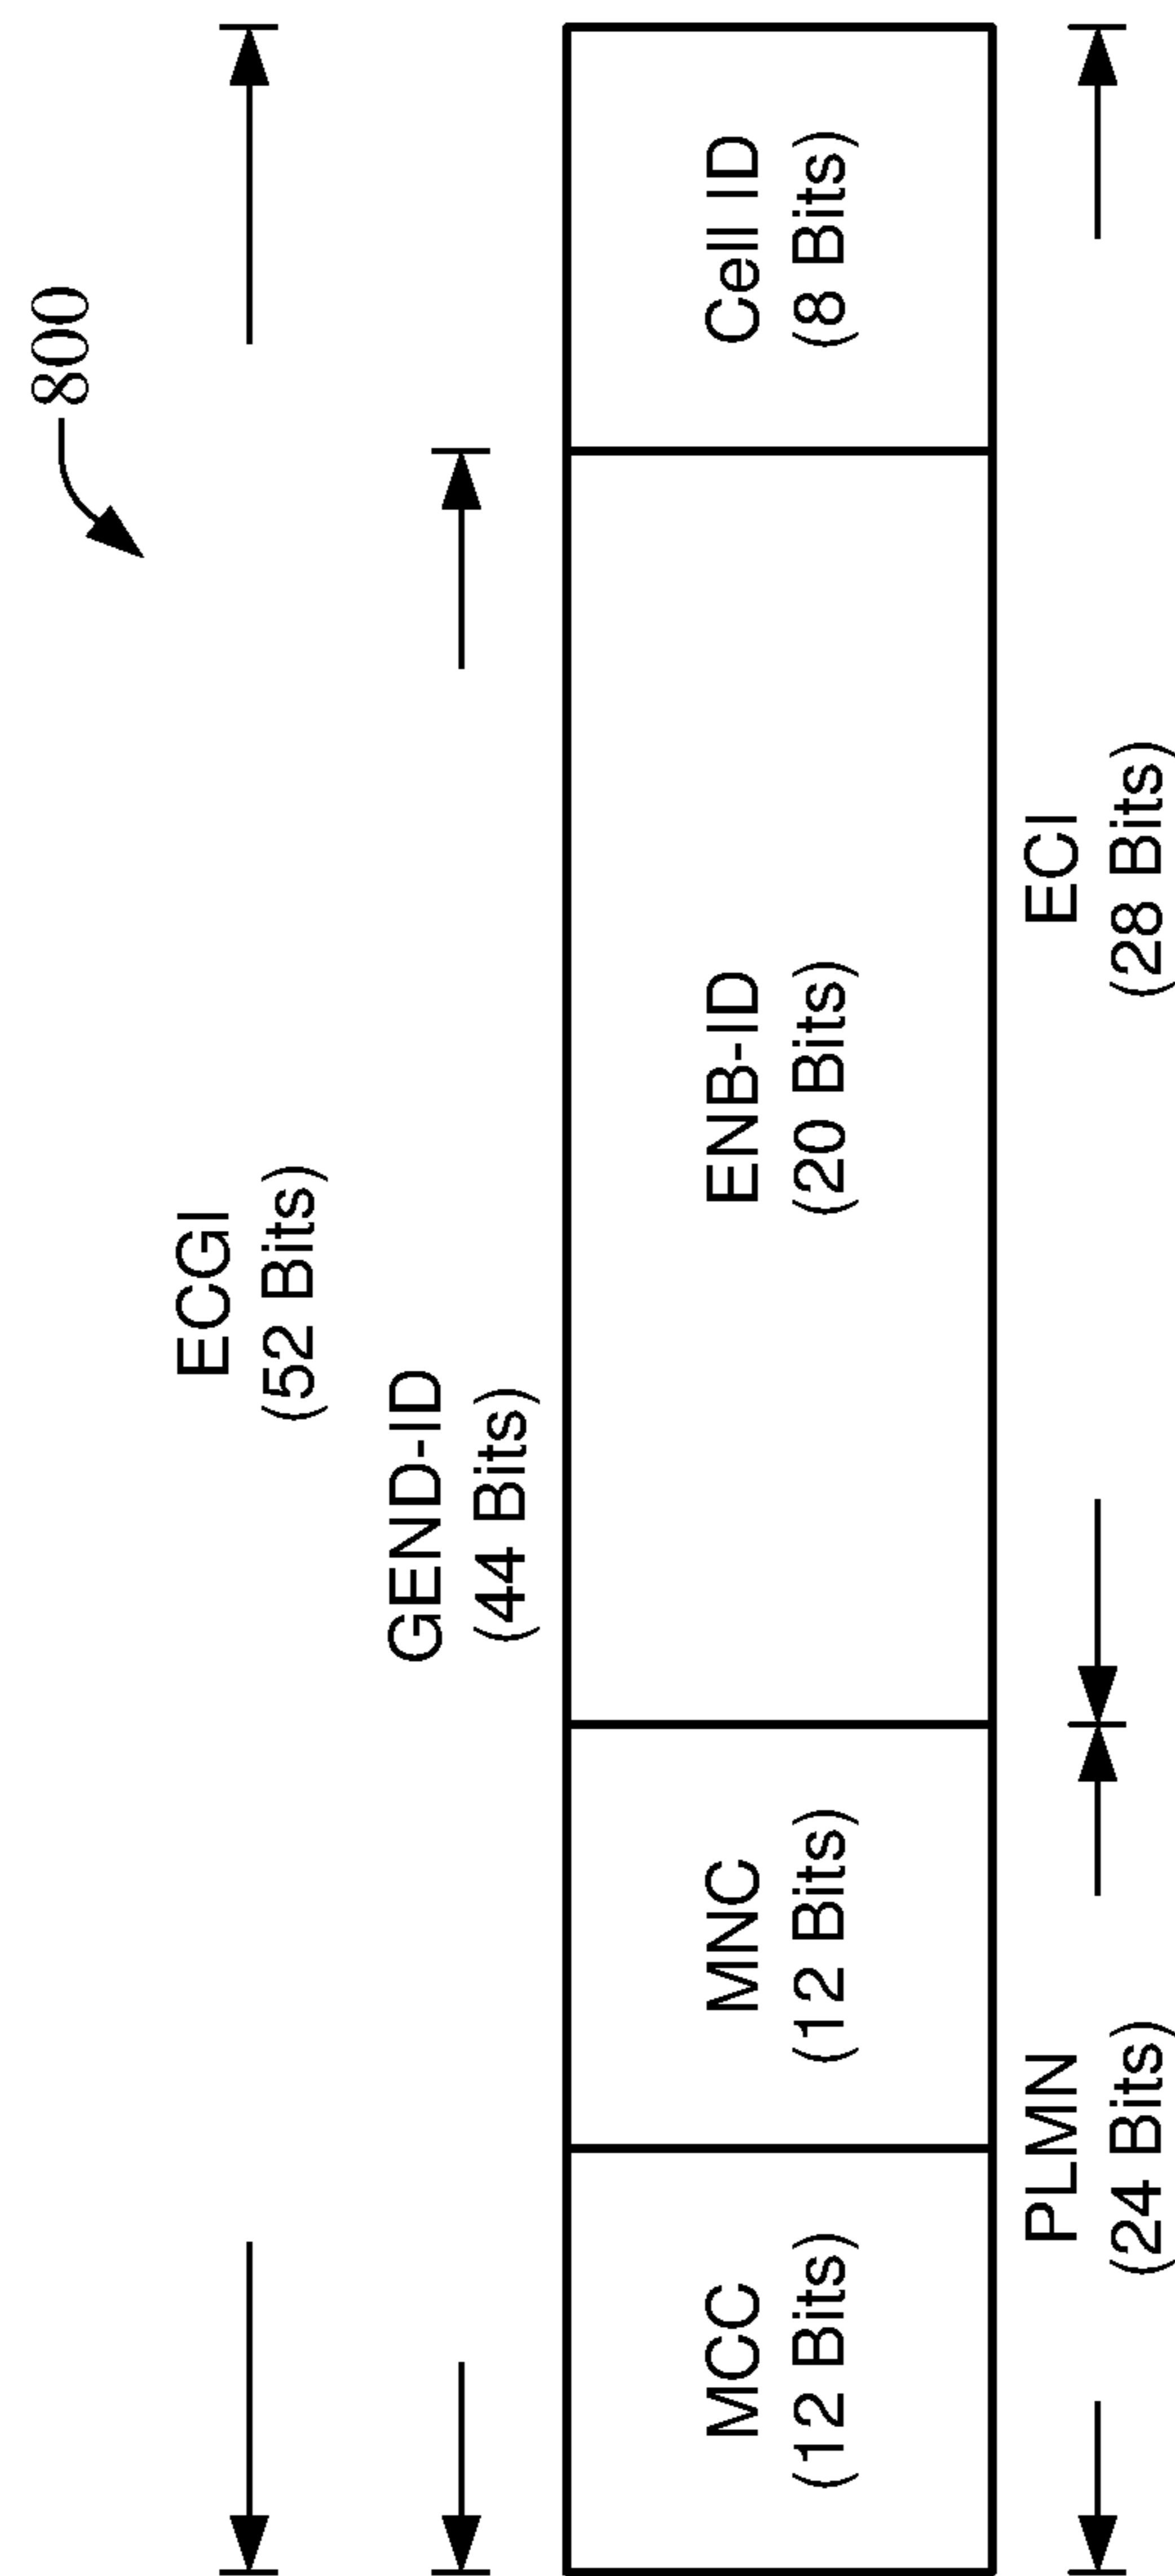 800
ECGI
(52 Bits)
GEND-ID
(44 Bits)
MCC
(12 Bits)
MNC
(12 Bits)
ENB-ID
(20 Bits)
Cell ID
(8 Bits)
PLMN
(24 Bits)
ECI
(28 Bits)